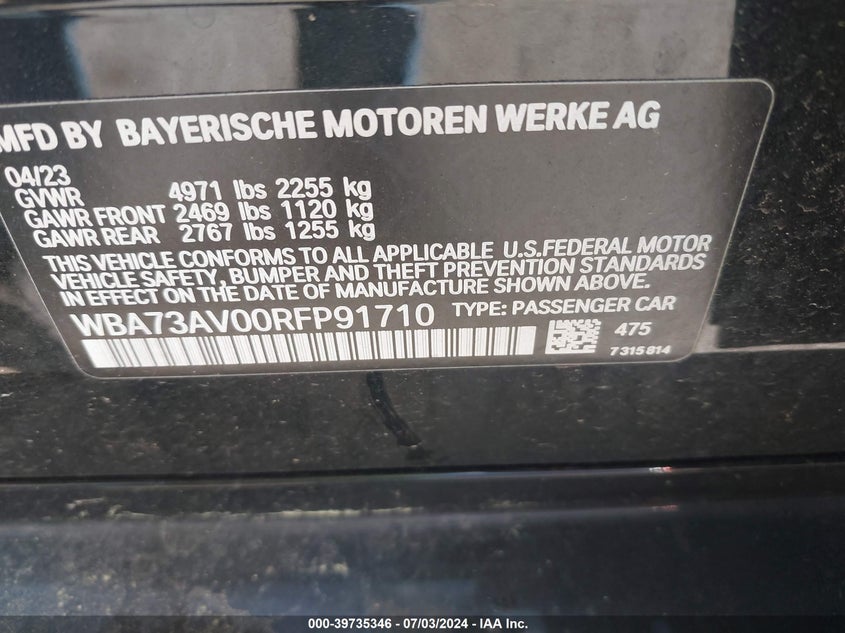 MFD BY BAYERISCHE MOTOREN WERKE AG
04/23
GVWR 4971 lbs 2255 kg
GAWR FRONT 2469 lbs 1120 kg
GAWR REAR 2767 lbs 1255 kg
THIS VEHICLE CONFORMS TO ALL APPLICABLE U.S.FEDERAL MOTOR
VEHICLE SAFETY, BUMPER AND THEFT PREVENTION STANDARDS
IN EFFECT ON THE DATE OF MANUFACTURE SHOWN ABOVE.
WBA73AV00RFP91710 TYPE: PASSENGER CAR
475
7315814
000-39735346 - 07/03/2024 - IAA Inc.